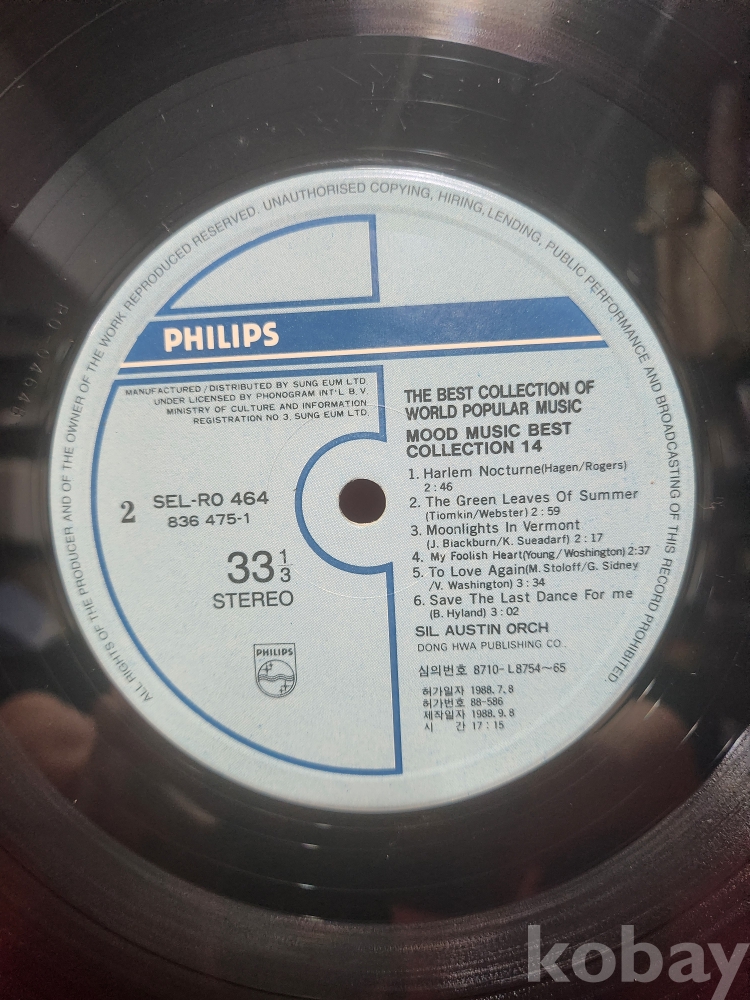 ALL RIGHTS OF THE PRODUCER AND OF THE OWNER OF THE WORK REPRODUCED RESERVED. UNAUTHORISED COPYING, HIRING, LENDING, PUBLIC PERFORMANCE AND BROADCASTING OF THIS RECORD PROHIBITED.
PHILIPS
MANUFACTURED / DISTRIBUTED BY SUNG EUM LTD
UNDER LICENSED BY PHONOGRAM INT'L B. V.
MINISTRY OF CULTURE AND INFORMATION
REGISTRATION NO 3. SUNG EUM LTD.
2
SEL-RO 464
836 475-1
33 1/3
STEREO
PHILIPS
THE BEST COLLECTION OF
WORLD POPULAR MUSIC
MOOD MUSIC BEST
COLLECTION 14
1. Harlem Nocturne(Hagen/Rogers)
2 : 46
2. The Green Leaves Of Summer
(Tiomkin/Webster) 2 : 59
3. Moonlights In Vermont
(J. Biackburn/K. Sueadarf) 2 : 17
4. My Foolish Heart(Young/Woshington) 2:37
5. To Love Again(M. Stoloff/G. Sidney
/V. Washington) 3 : 34
6. Save The Last Dance For me
(B. Hyland) 3 : 02
SIL AUSTIN ORCH
DONG HWA PUBLISHING CO.
심의번호 8710-L8754~65
허가일자 1988. 7. 8
허가번호 88-586
제작일자 1988. 9. 8
시 간 17 : 15
kobay